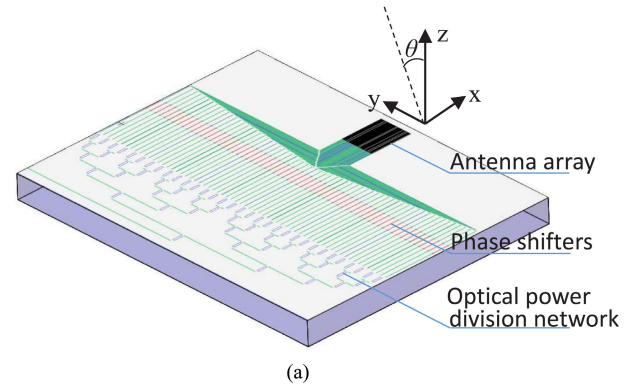 θ
z
y
x
Antenna array
Phase shifters
Optical power
division network
(a)